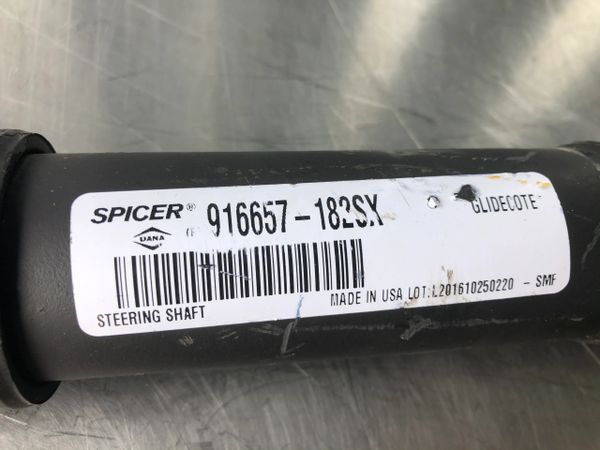 SPICER® 916657-182SX GLIDECOTE
DANA
STEERING SHAFT MADE IN USA LOT:L201610250220 - SMF